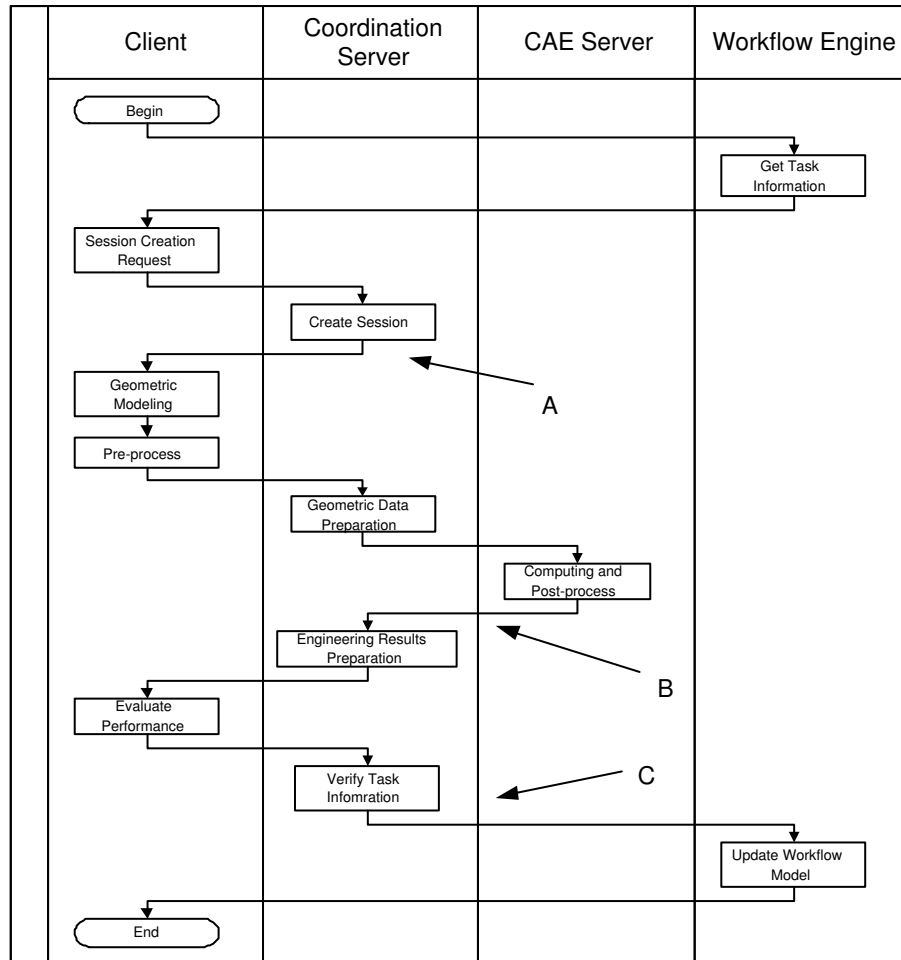 Client
Coordination
Server
CAE Server
Workflow Engine
Begin
Get Task
Information
Session Creation
Request
Create Session
A
Geometric
Modeling
Pre-process
Geometric Data
Preparation
Computing and
Post-process
Engineering Results
Preparation
B
Evaluate
Performance
Verify Task
Infomration
C
Update Workflow
Model
End